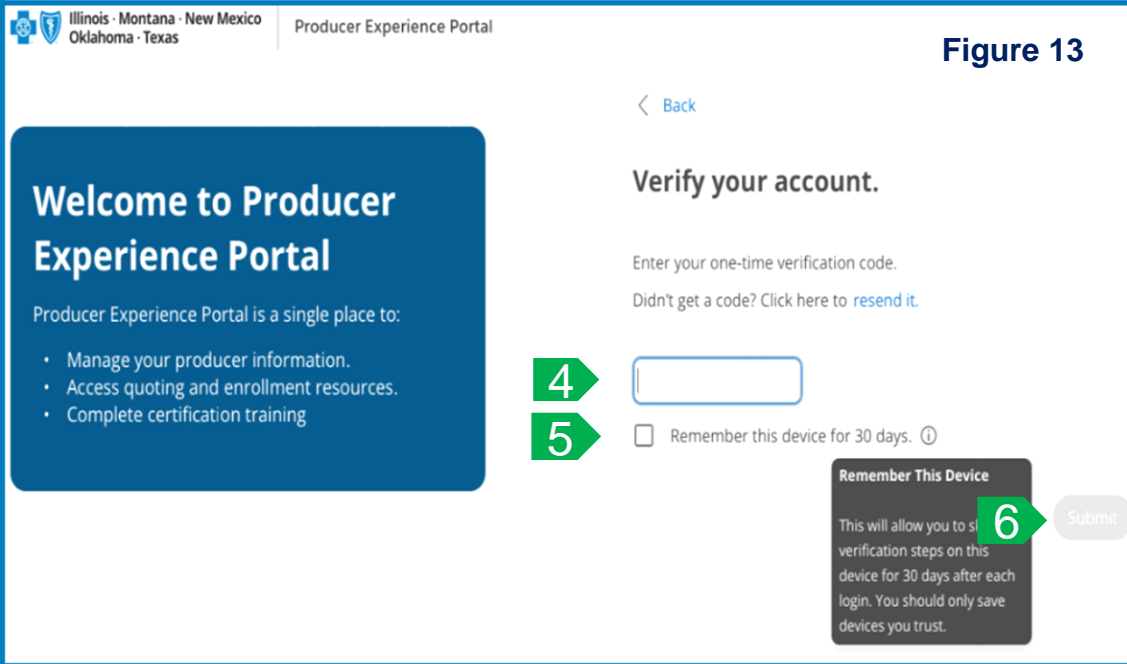 Illinois · Montana · New Mexico
Oklahoma · Texas
Producer Experience Portal
Figure 13
Back
Welcome to Producer
Experience Portal
Producer Experience Portal is a single place to:
• Manage your producer information.
• Access quoting and enrollment resources.
• Complete certification training
Verify your account.
Enter your one-time verification code.
Didn't get a code? Click here to resend it.
4
5
Remember this device for 30 days.
Remember This Device
This will allow you to
verification steps on this
device for 30 days after each
login. You should only save
devices you trust.
6
Submit